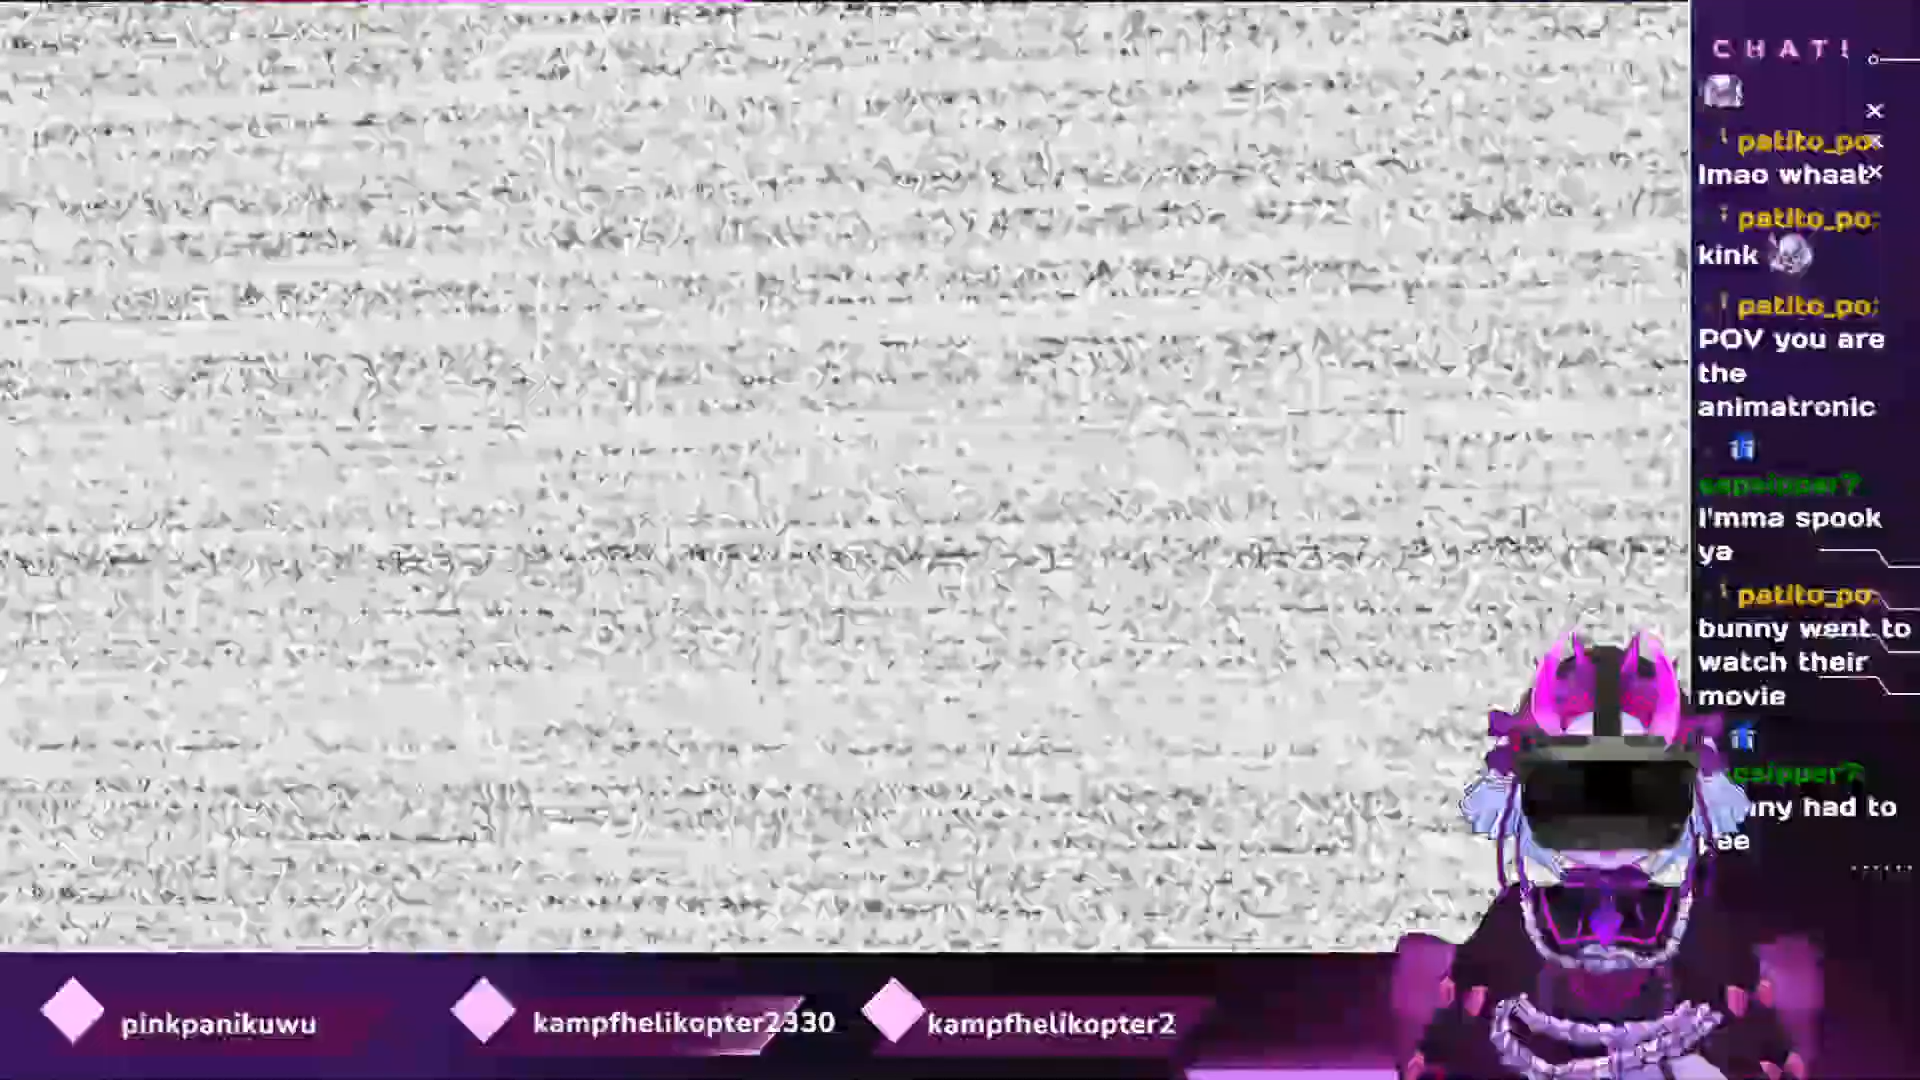 CHAT!
patito_po:
lmao whaat
patito_po:
kink
patito_po:
POV you are
the
animatronic
I'mma spook
ya
patito_po:
bunny went to
watch their
movie
had to
pinkpanikuwu
kampfhelikopter2330
kampfhelikopter2